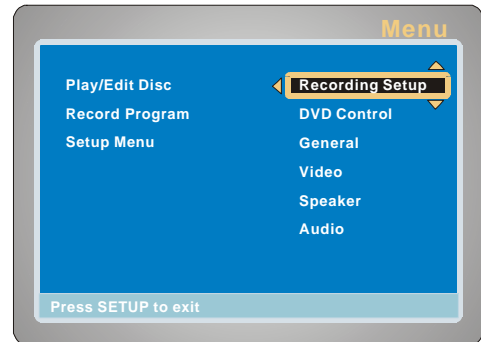 Menu
Play/Edit Disc
Record Program
Setup Menu
Recording Setup
DVD Control
General
Video
Speaker
Audio
Press SETUP to exit